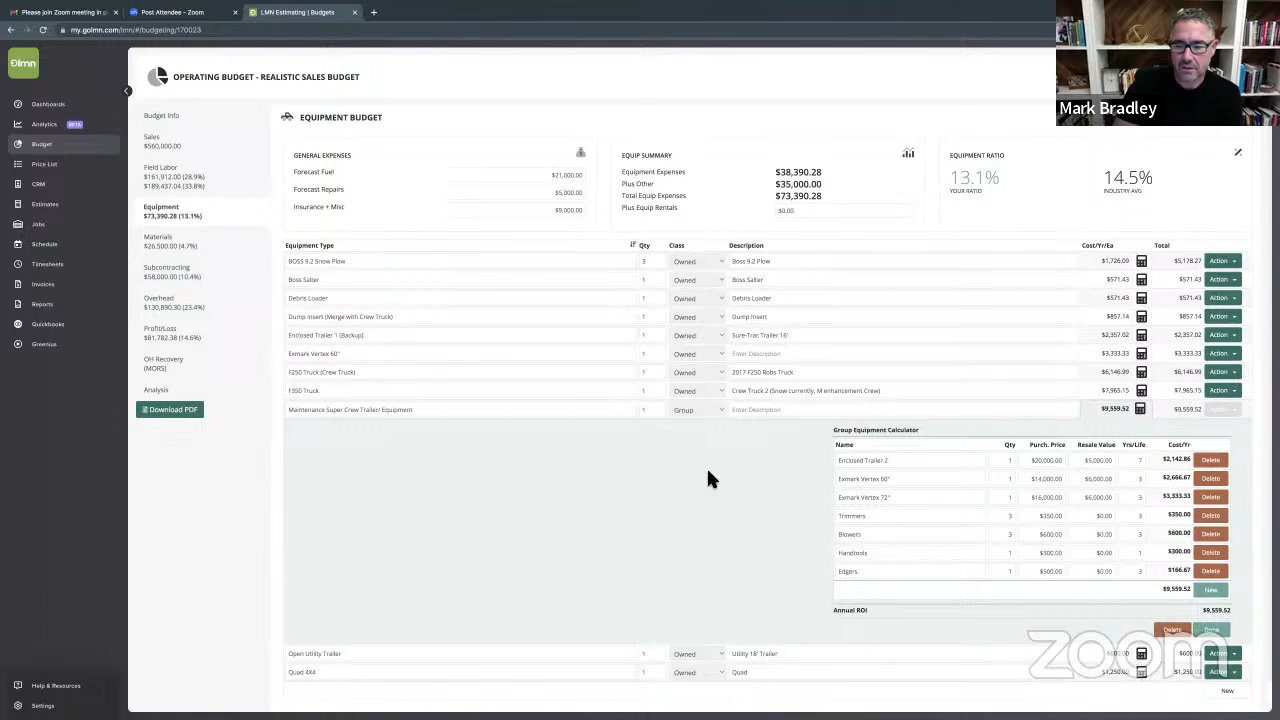 Please join Zoom meeting in p
Post Attendee - Zoom
LMN Estimating | Budgets
my.golmn.com/lmn/#/budgeting/170023
Mark Bradley
lmn
Dashboards
Analytics BETA
Budget
Price List
CRM
Estimates
Jobs
Schedule
Timesheets
Invoices
Reports
Quickbooks
Greenius
Help & Resources
Settings
OPERATING BUDGET - REALISTIC SALES BUDGET
Budget Info
Sales
$560,000.00
Field Labor
$161,912.00 (28.9%)
$189,437.04 (33.8%)
Equipment
$73,390.28 (13.1%)
Materials
$26,500.00 (4.7%)
Subcontracting
$58,000.00 (10.4%)
Overhead
$130,890.30 (23.4%)
Profit/Loss
$81,782.38 (14.6%)
OH Recovery
(MORS)
Analysis
Download PDF
EQUIPMENT BUDGET
GENERAL EXPENSES
Forecast Fuel $21,000.00
Forecast Repairs $5,000.00
Insurance + Misc $9,000.00
EQUIP SUMMARY
Equipment Expenses $38,390.28
Plus Other $35,000.00
Total Equip Expenses $73,390.28
Plus Equip Rentals $0.00
EQUIPMENT RATIO
13.1% 14.5%
YOUR RATIO INDUSTRY AVG
Equipment Type Qty Class Description Cost/Yr/Ea Total
BOSS 9.2 Snow Plow 3 Owned Boss 9.2 Plow $1,726.09 $5,178.27 Action
Boss Salter 1 Owned Boss Salter $571.43 $571.43 Action
Debris Loader 1 Owned Debris Loader $571.43 $571.43 Action
Dump Insert (Merge with Crew Truck) 1 Owned Dump Insert $857.14 $857.14 Action
Enclosed Trailer 1 (Backup) 1 Owned Sure-Trac Trailer 16' $2,357.02 $2,357.02 Action
Exmark Vertex 60" 1 Owned Enter Description $3,333.33 $3,333.33 Action
F250 Truck (Crew Truck) 1 Owned 2017 F250 Robs Truck $6,146.99 $6,146.99 Action
F350 Truck 1 Owned Crew Truck 2 (Snow currently, M enhancement Crew) $7,965.15 $7,965.15 Action
Maintenance Super Crew Trailer/ Equipment 1 Group Enter Description $9,559.52 $9,559.52 Action
Group Equipment Calculator
Name Qty Purch. Price Resale Value Yrs/Life Cost/Yr
Enclosed Trailer 2 1 $20,000.00 $5,000.00 7 $2,142.86 Delete
Exmark Vertex 60" 1 $14,000.00 $6,000.00 3 $2,666.67 Delete
Exmark Vertex 72" 1 $16,000.00 $6,000.00 3 $3,333.33 Delete
Trimmers 3 $350.00 $0.00 3 $350.00 Delete
Blowers 3 $600.00 $0.00 3 $600.00 Delete
Handtools 1 $300.00 $0.00 1 $300.00 Delete
Edgers 1 $500.00 $0.00 3 $166.67 Delete
$9,559.52 New
Annual ROI $9,559.52
Delete Done
Open Utility Trailer 1 Owned Utility 18' Trailer $600.00 $600.00 Action
Quad 4X4 1 Owned Quad $1,250.00 $1,250.00 Action
New
zoom